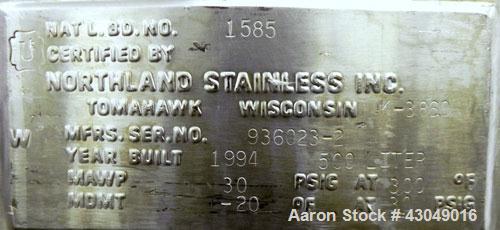 NAT'L.BD.NO. 1585
U
CERTIFIED BY
NORTHLAND STAINLESS INC.
TOMAHAWK WISCONSIN
W MFRS.SER.NO. 936023-2
YEAR BUILT 1994 500 LITER
MAWP 30 PSIG AT 300 °F
MDMT -20 °F AT 30 PSIG
Aaron Stock # 43049016